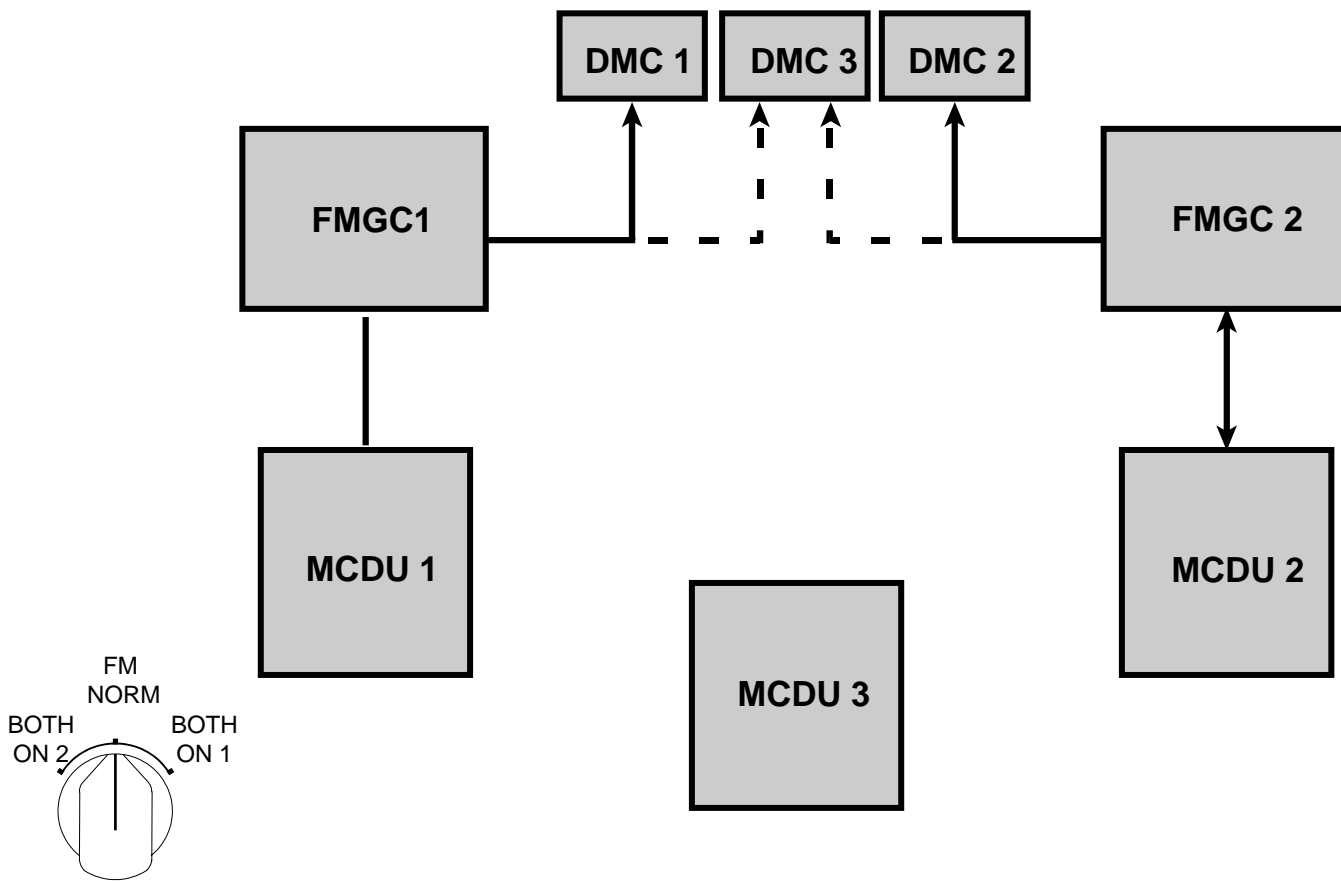 DMC 1
DMC 3
DMC 2
FMGC1
FMGC 2
MCDU 1
MCDU 2
MCDU 3
FM
NORM
BOTH
ON 2
BOTH
ON 1